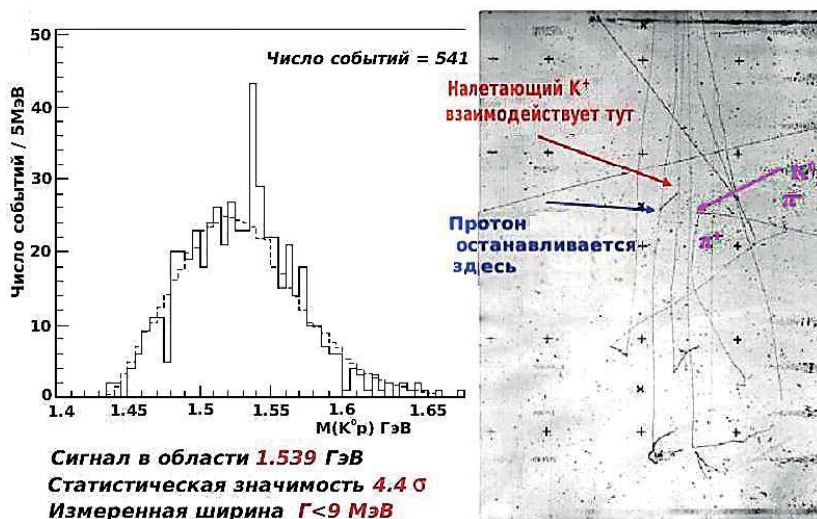 50
40
30
20
10
0
Число событий / 5МэВ
Число событий = 541
1.4
1.45
1.5
1.55
1.6
1.65
M(K⁰p) ГэВ
Сигнал в области 1.539 ГэВ
Статистическая значимость 4.4 σ
Измеренная ширина Г<9 МэВ
Налетающий K⁺
взаимодействует тут
Протон
останавливается
здесь
π⁻
π⁺